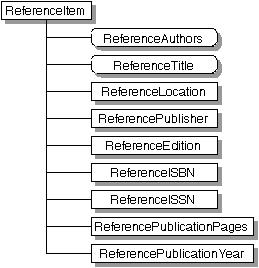 ReferenceItem
ReferenceAuthors
ReferenceTitle
ReferenceLocation
ReferencePublisher
ReferenceEdition
ReferenceISBN
ReferenceISSN
ReferencePublicationPages
ReferencePublicationYear